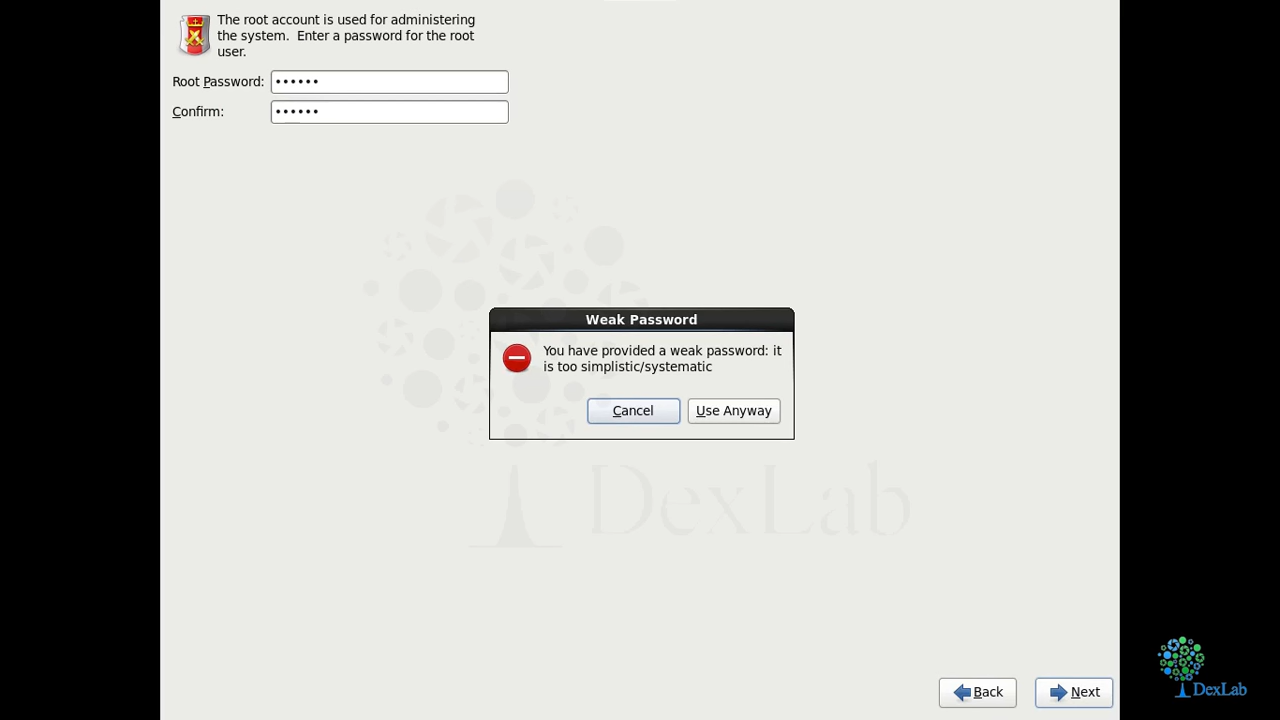 The root account is used for administering
the system.  Enter a password for the root
user.
Root Password: ••••••
Confirm: ••••••
Weak Password
You have provided a weak password: it
is too simplistic/systematic
Cancel
Use Anyway
DexLab
Back
Next
DexLab